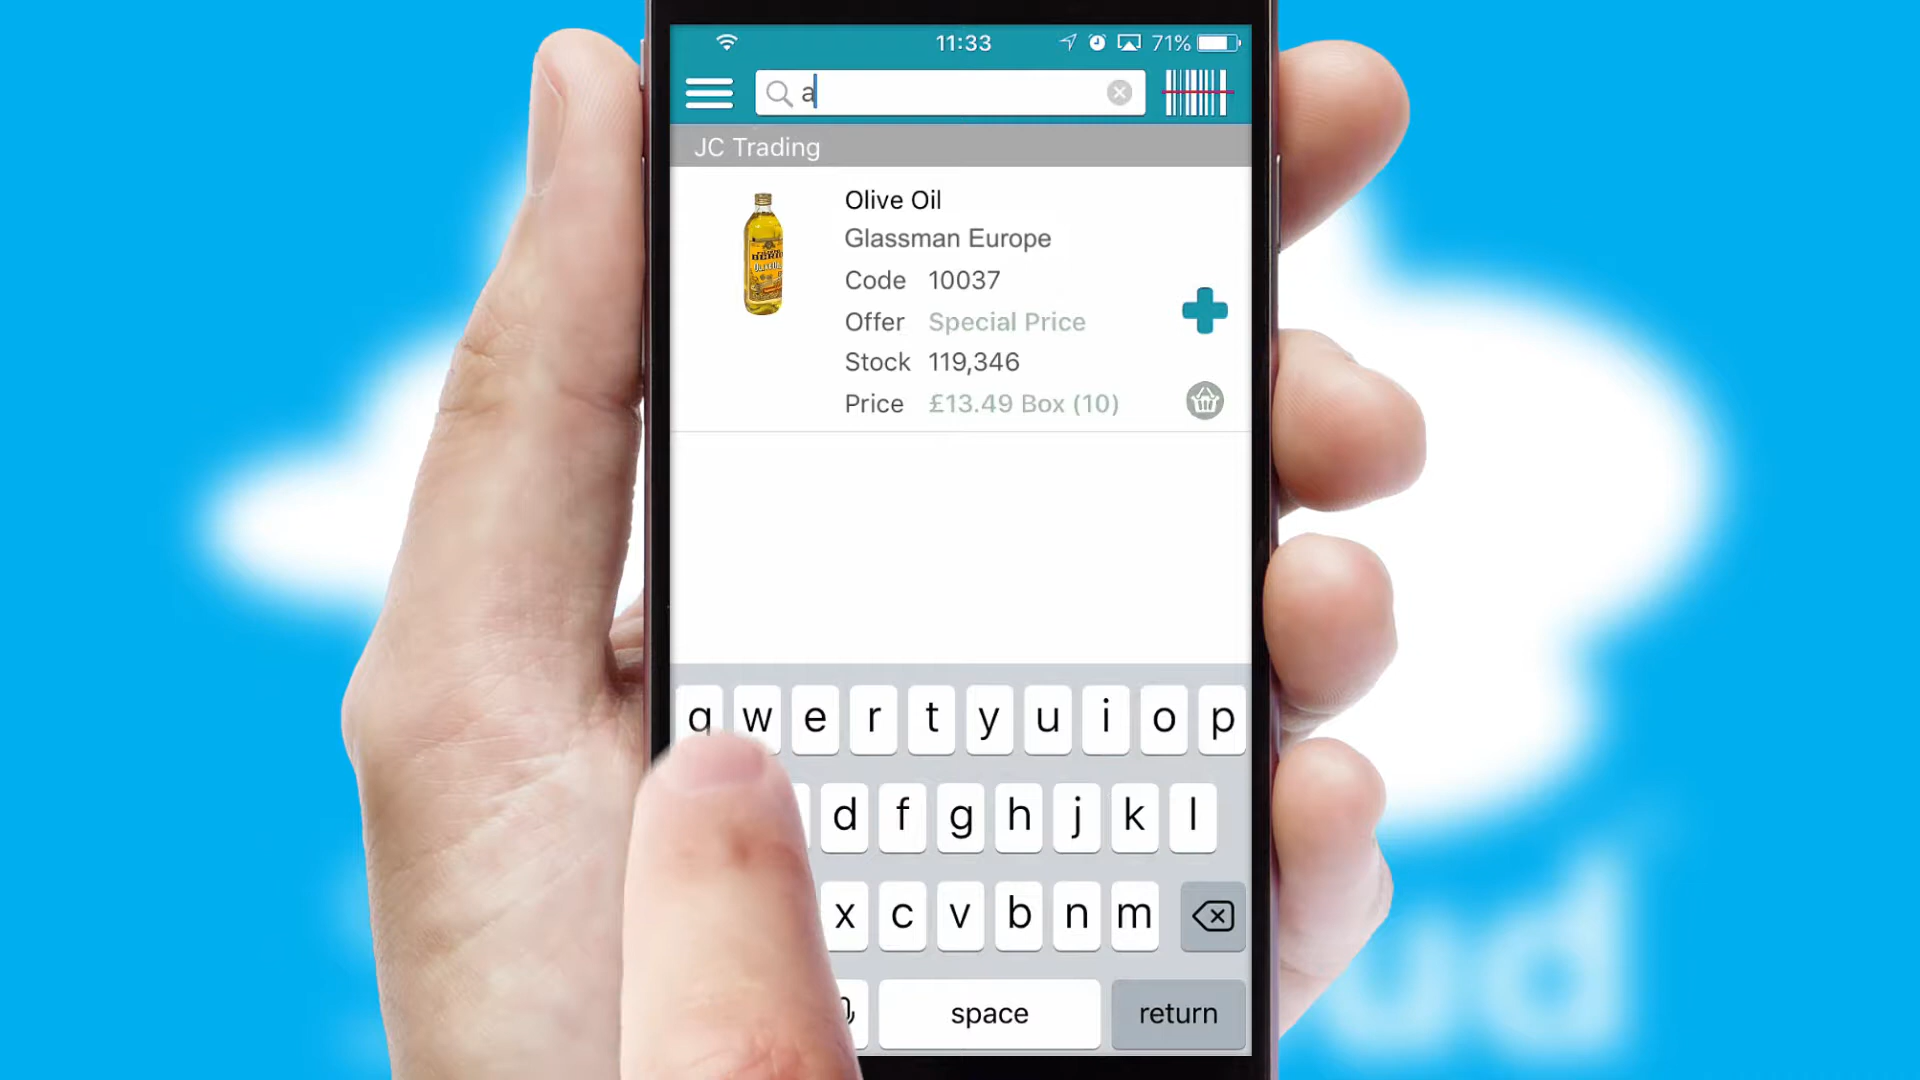 11:33 71%
a
JC Trading
Olive Oil
Glassman Europe
Code 10037
Offer Special Price
Stock 119,346
Price £13.49 Box (10)
q w e r t y u i o p
d f g h j k l
x c v b n m
space return
ud